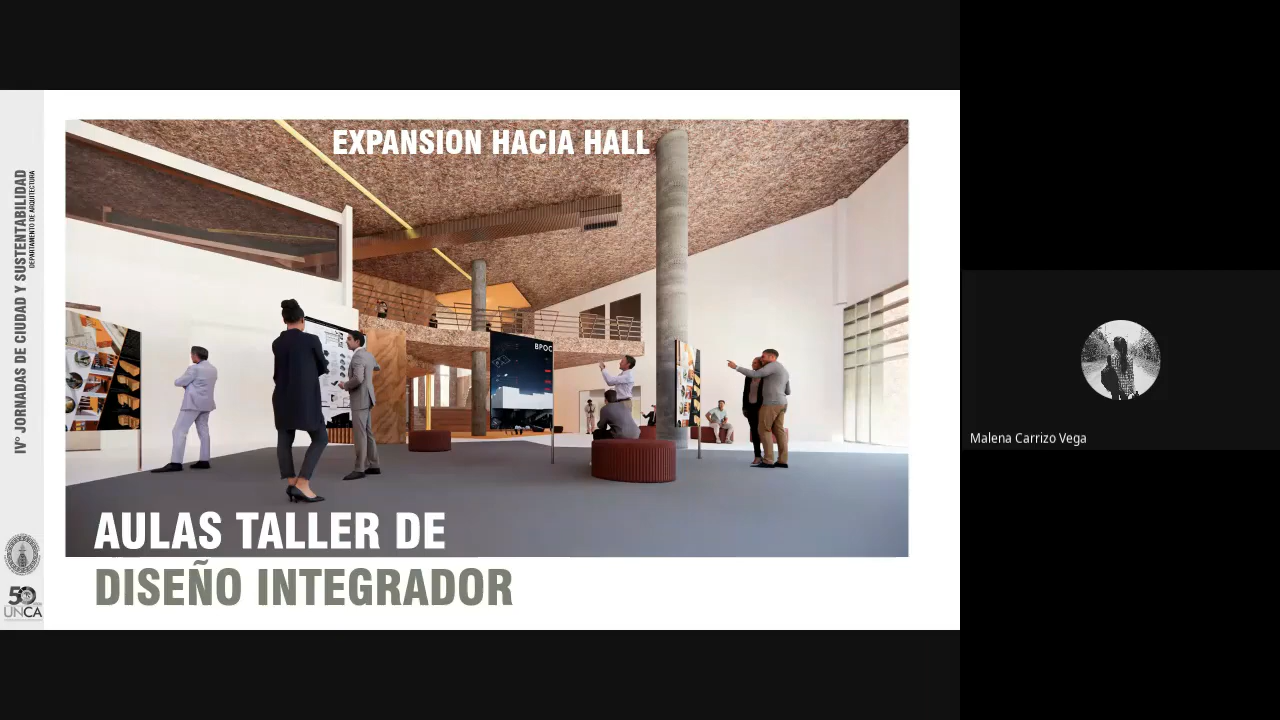 IVº JORNADAS DE CIUDAD Y SUSTENTABILIDAD
DEPARTAMENTO DE ARQUITECTURA
EXPANSION HACIA HALL
BPOC
AULAS TALLER DE
DISEÑO INTEGRADOR
50
UNCA
Malena Carrizo Vega